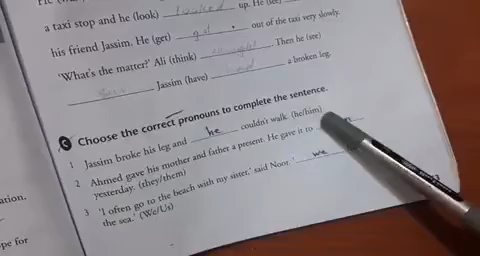 a taxi stop and he (look) looked up. He (see)
his friend Jassim. He (get) got out of the taxi very slowly.
'What's the matter?' Ali (think) thought Then he (see)
Jassim (have) had a broken leg.
C Choose the correct pronouns to complete the sentence.
1 Jassim broke his leg and he couldn't walk. (he/him)
2 Ahmed gave his mother and father a present. He gave it to
yesterday. (they/them)
3 'I often go to the beach with my sister,' said Noor. ' we
the sea.' (We/Us)
ation.
pe for